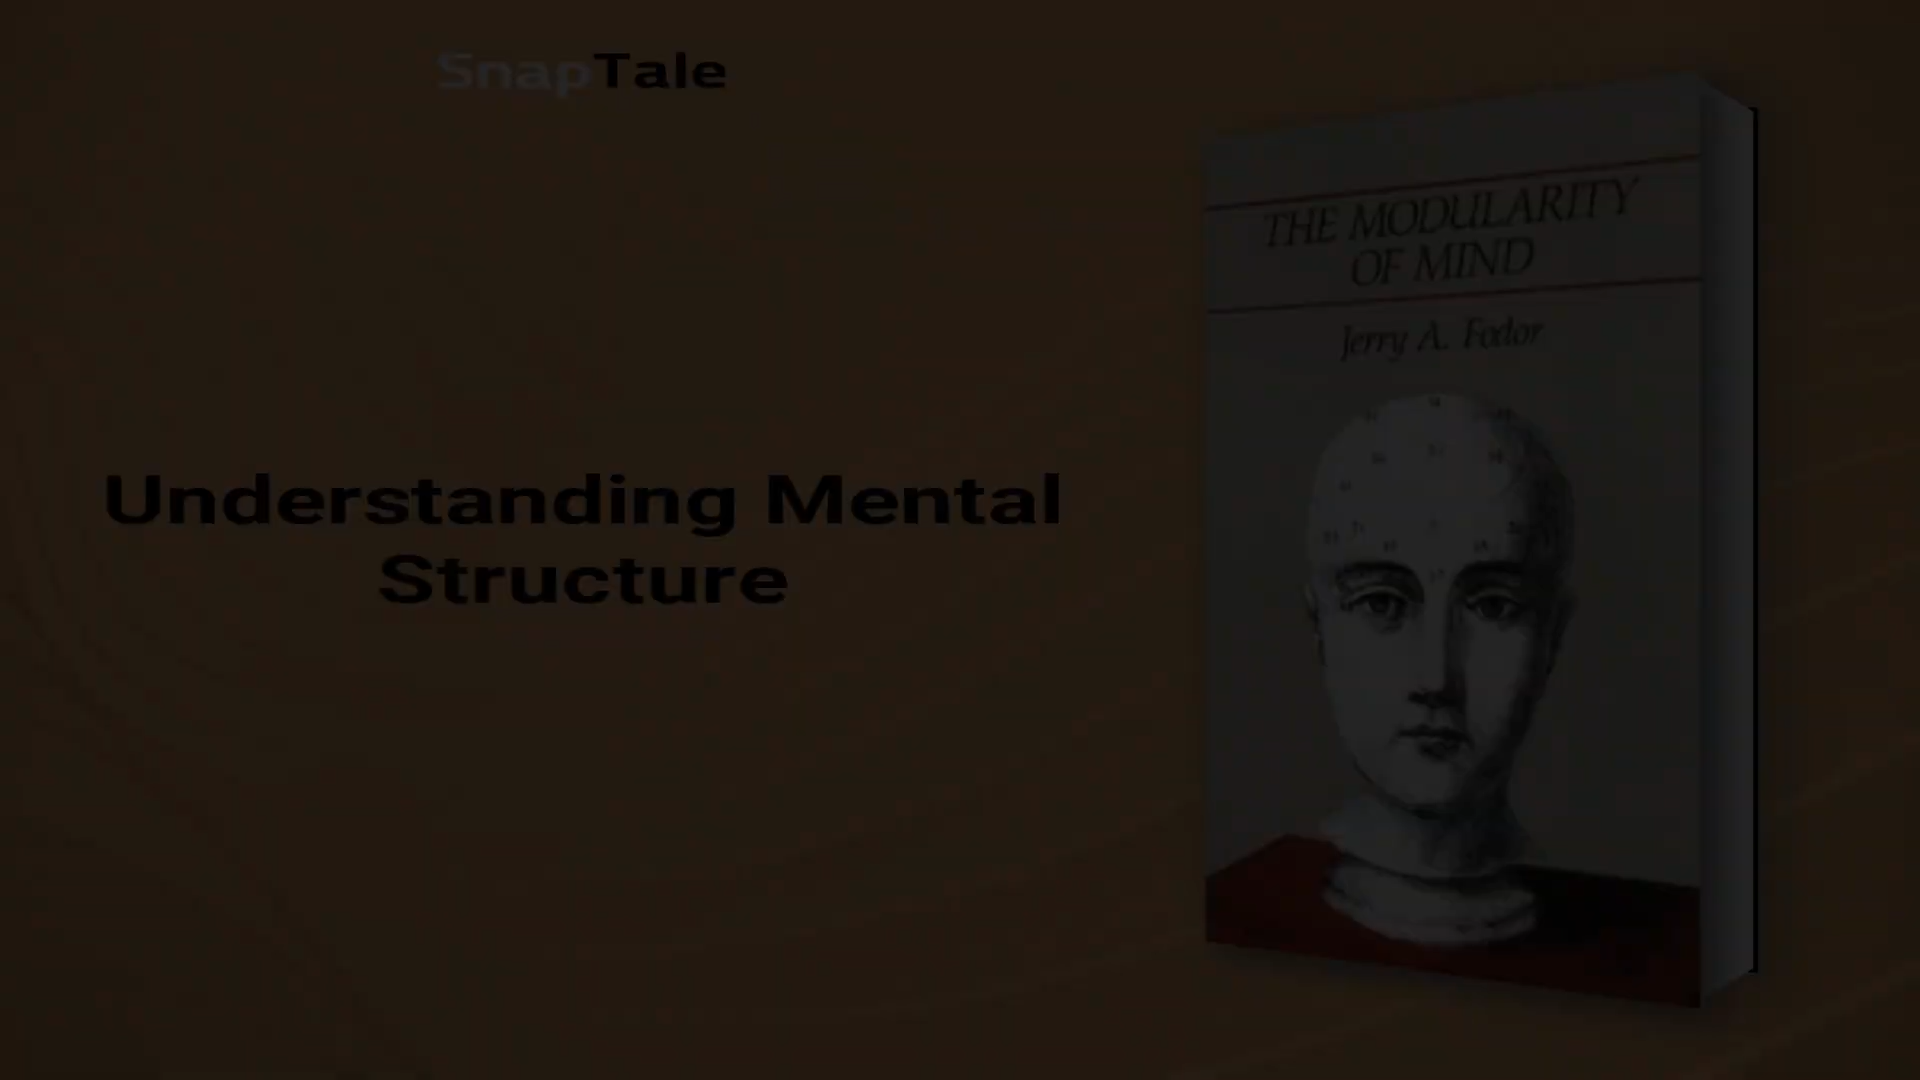 SnapTale
Understanding Mental
Structure
THE MODULARITY
OF MIND
Jerry A. Fodor